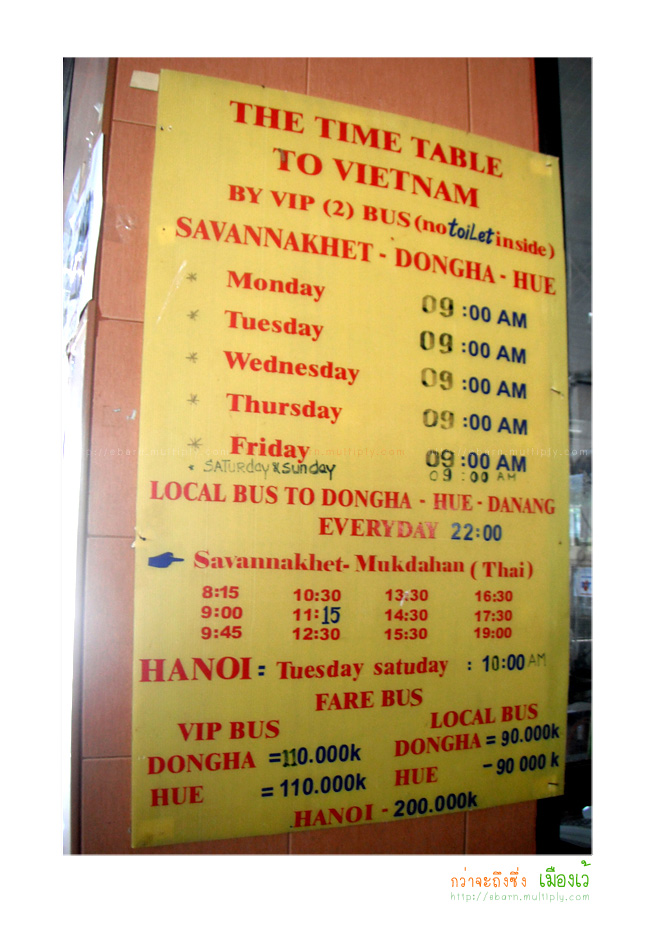 THE TIME TABLE
TO VIETNAM
BY VIP (2) BUS (no toilet inside)
SAVANNAKHET - DONGHA - HUE
* Monday 09 :00 AM
* Tuesday 09 :00 AM
* Wednesday 09 :00 AM
* Thursday 09 :00 AM
* Friday 09 :00 AM
* SATurday & Sunday 09 : 00 AM
http://ebarn.multiply.com
LOCAL BUS TO DONGHA - HUE - DANANG
EVERYDAY 22:00
Savannakhet- Mukdahan ( Thai )
8:15 10:30 13:30 16:30
9:00 11:15 14:30 17:30
9:45 12:30 15:30 19:00
HANOI = Tuesday satuday : 10:00 AM
FARE BUS
VIP BUS LOCAL BUS
DONGHA =110.000k DONGHA = 90.000k
HUE = 110.000k HUE - 90 000 k
HANOI - 200.000k
กว่าจะถึงซึ่ง เมืองเว้
http://ebarn.multiply.com